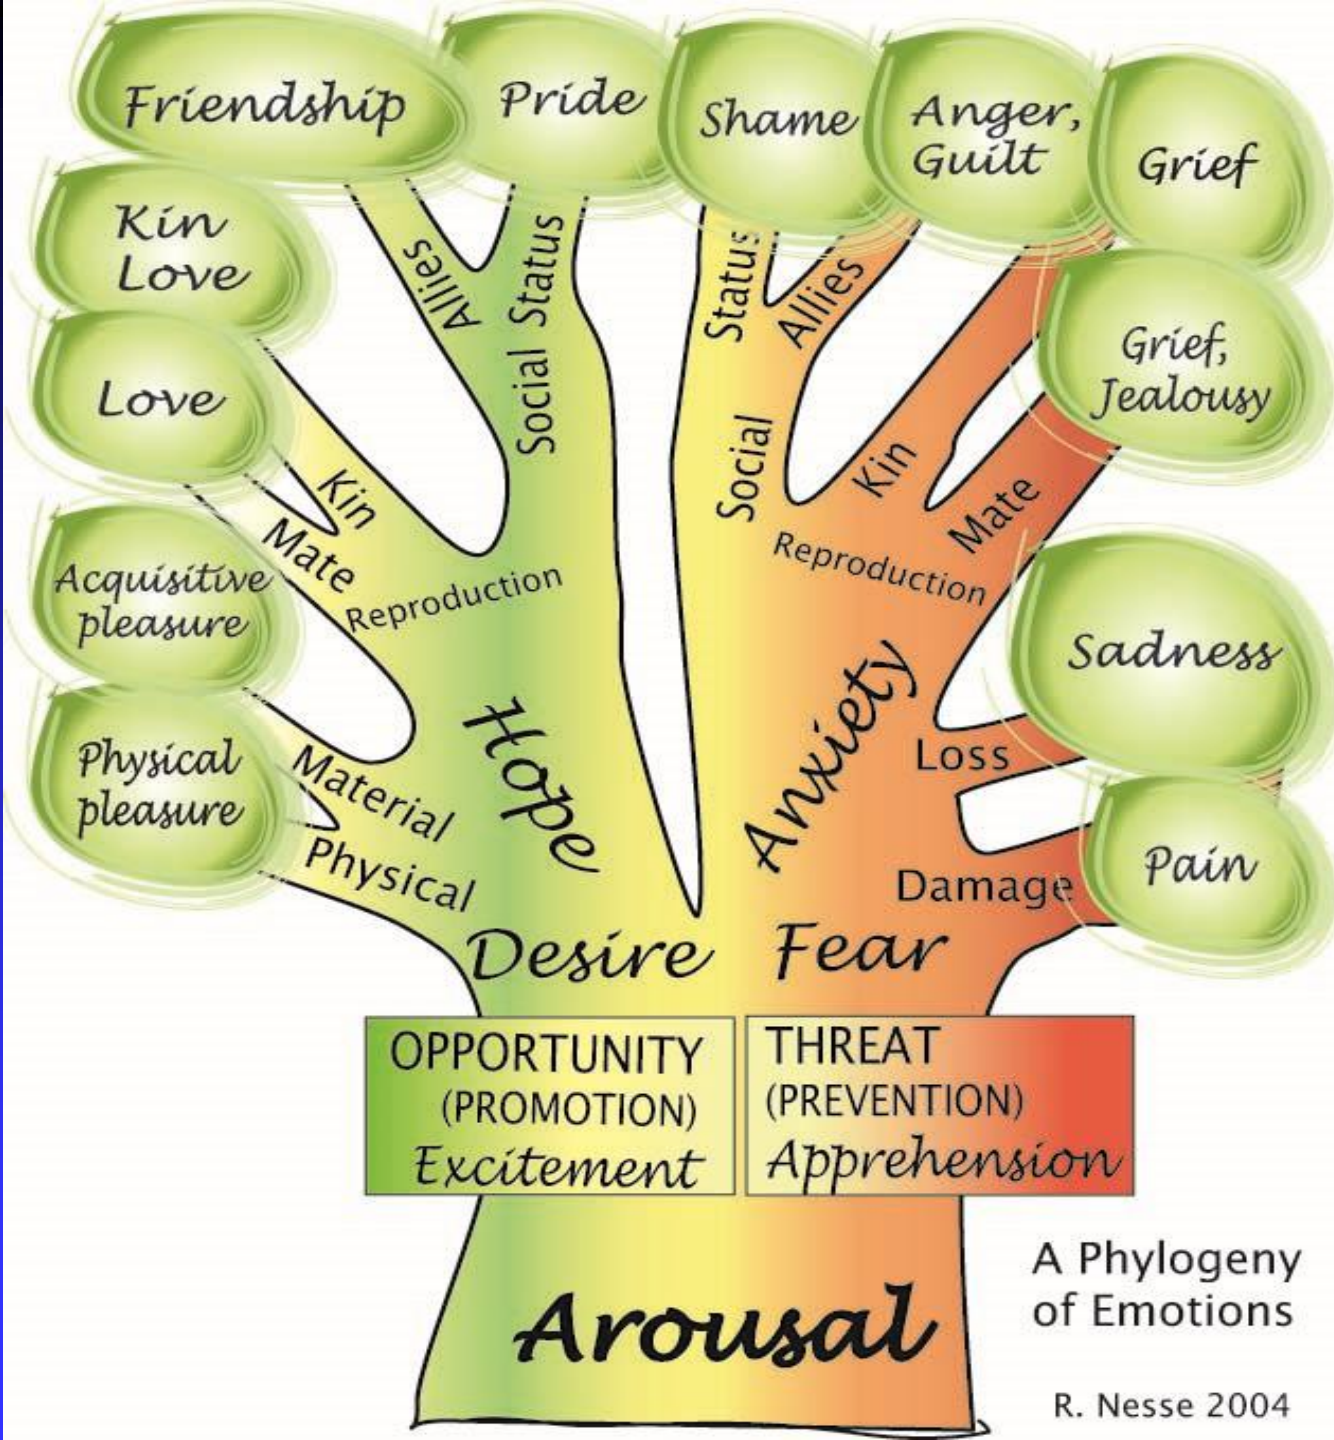 Friendship
Pride
Shame
Anger,
Guilt
Grief
Kin
Love
Love
Grief,
Jealousy
Acquisitive
pleasure
Physical
pleasure
Sadness
Pain
Allies
Social Status
Status
Allies
Social
Kin
Mate
Reproduction
Kin
Mate
Reproduction
Material
Physical
Hope
Anxiety
Loss
Damage
Desire
Fear
OPPORTUNITY
(PROMOTION)
Excitement
THREAT
(PREVENTION)
Apprehension
Arousal
A Phylogeny
of Emotions
R. Nesse 2004